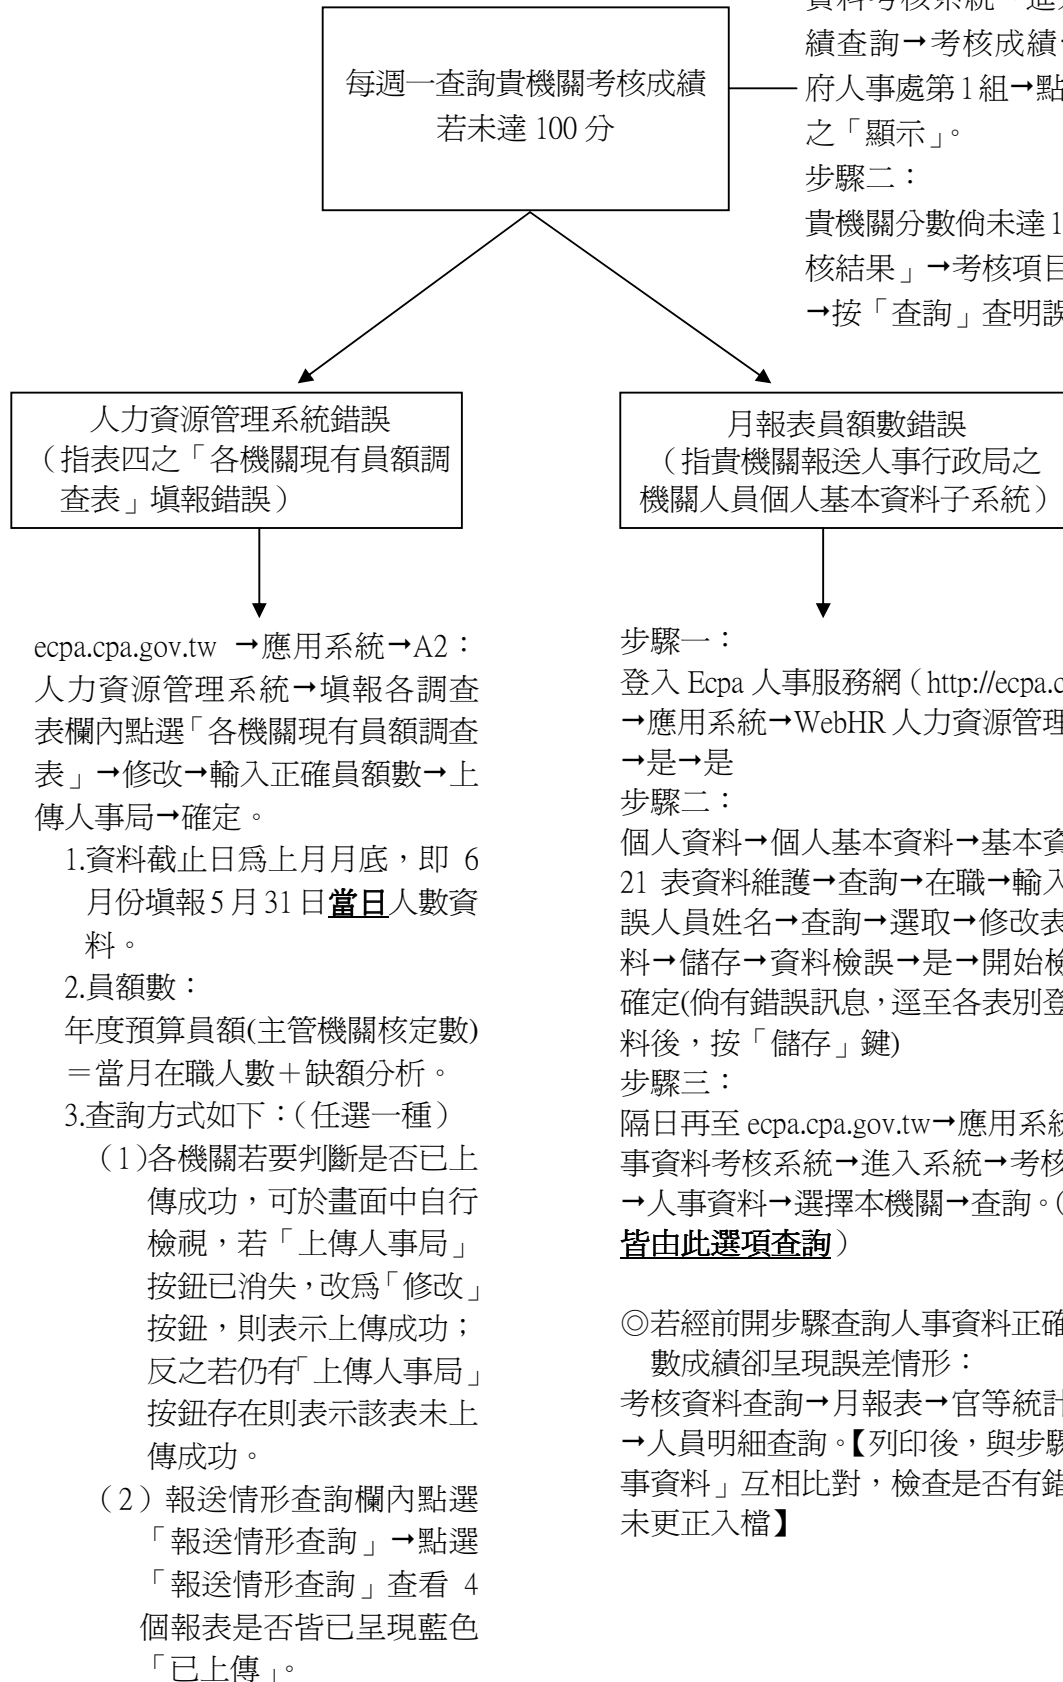 資料考核系統
績查詢➞考核成績
每週一查詢貴機關考核成績
若未達 100 分
府人事處第 1 組➞點
之「顯示」。
步驟二：
貴機關分數倘未達 1
核結果」➞考核項目
➞按「查詢」查明誤
人力資源管理系統錯誤
（指表四之「各機關現有員額調
查表」填報錯誤）
月報表員額數錯誤
（指貴機關報送人事行政局之
機關人員個人基本資料子系統）
ecpa.cpa.gov.tw ➞應用系統➞A2：
人力資源管理系統➞填報各調查
表欄內點選「各機關現有員額調查
表」➞修改➞輸入正確員額數➞上
傳人事局➞確定。
1.資料截止日為上月月底，即 6
月份填報 5 月 31 日當日人數資
料。
2.員額數：
年度預算員額(主管機關核定數)
＝當月在職人數＋缺額分析。
3.查詢方式如下：（任選一種）
（1）各機關若要判斷是否已上
傳成功，可於畫面中自行
檢視，若「上傳人事局」
按鈕已消失，改為「修改」
按鈕，則表示上傳成功；
反之若仍有「上傳人事局」
按鈕存在則表示該表未上
傳成功。
（2）報送情形查詢欄內點選
「報送情形查詢」➞點選
「報送情形查詢」查看 4
個報表是否皆已呈現藍色
「已上傳」。
步驟一：
登入 Ecpa 人事服務網（http://ecpa.c
➞應用系統➞WebHR 人力資源管理
➞是➞是
步驟二：
個人資料➞個人基本資料➞基本資
21 表資料維護➞查詢➞在職➞輸入
誤人員姓名➞查詢➞選取➞修改表
料➞儲存➞資料檢誤➞是➞開始檢
確定(倘有錯誤訊息，逕至各表別登
料後，按「儲存」鍵)
步驟三：
隔日再至 ecpa.cpa.gov.tw➞應用系統
事資料考核系統➞進入系統➞考核
➞人事資料➞選擇本機關➞查詢。(
皆由此選項查詢）
◎若經前開步驟查詢人事資料正確
數成績卻呈現誤差情形：
考核資料查詢➞月報表➞官等統計
➞人員明細查詢。【列印後，與步驟
事資料」互相比對，檢查是否有錯
未更正入檔】